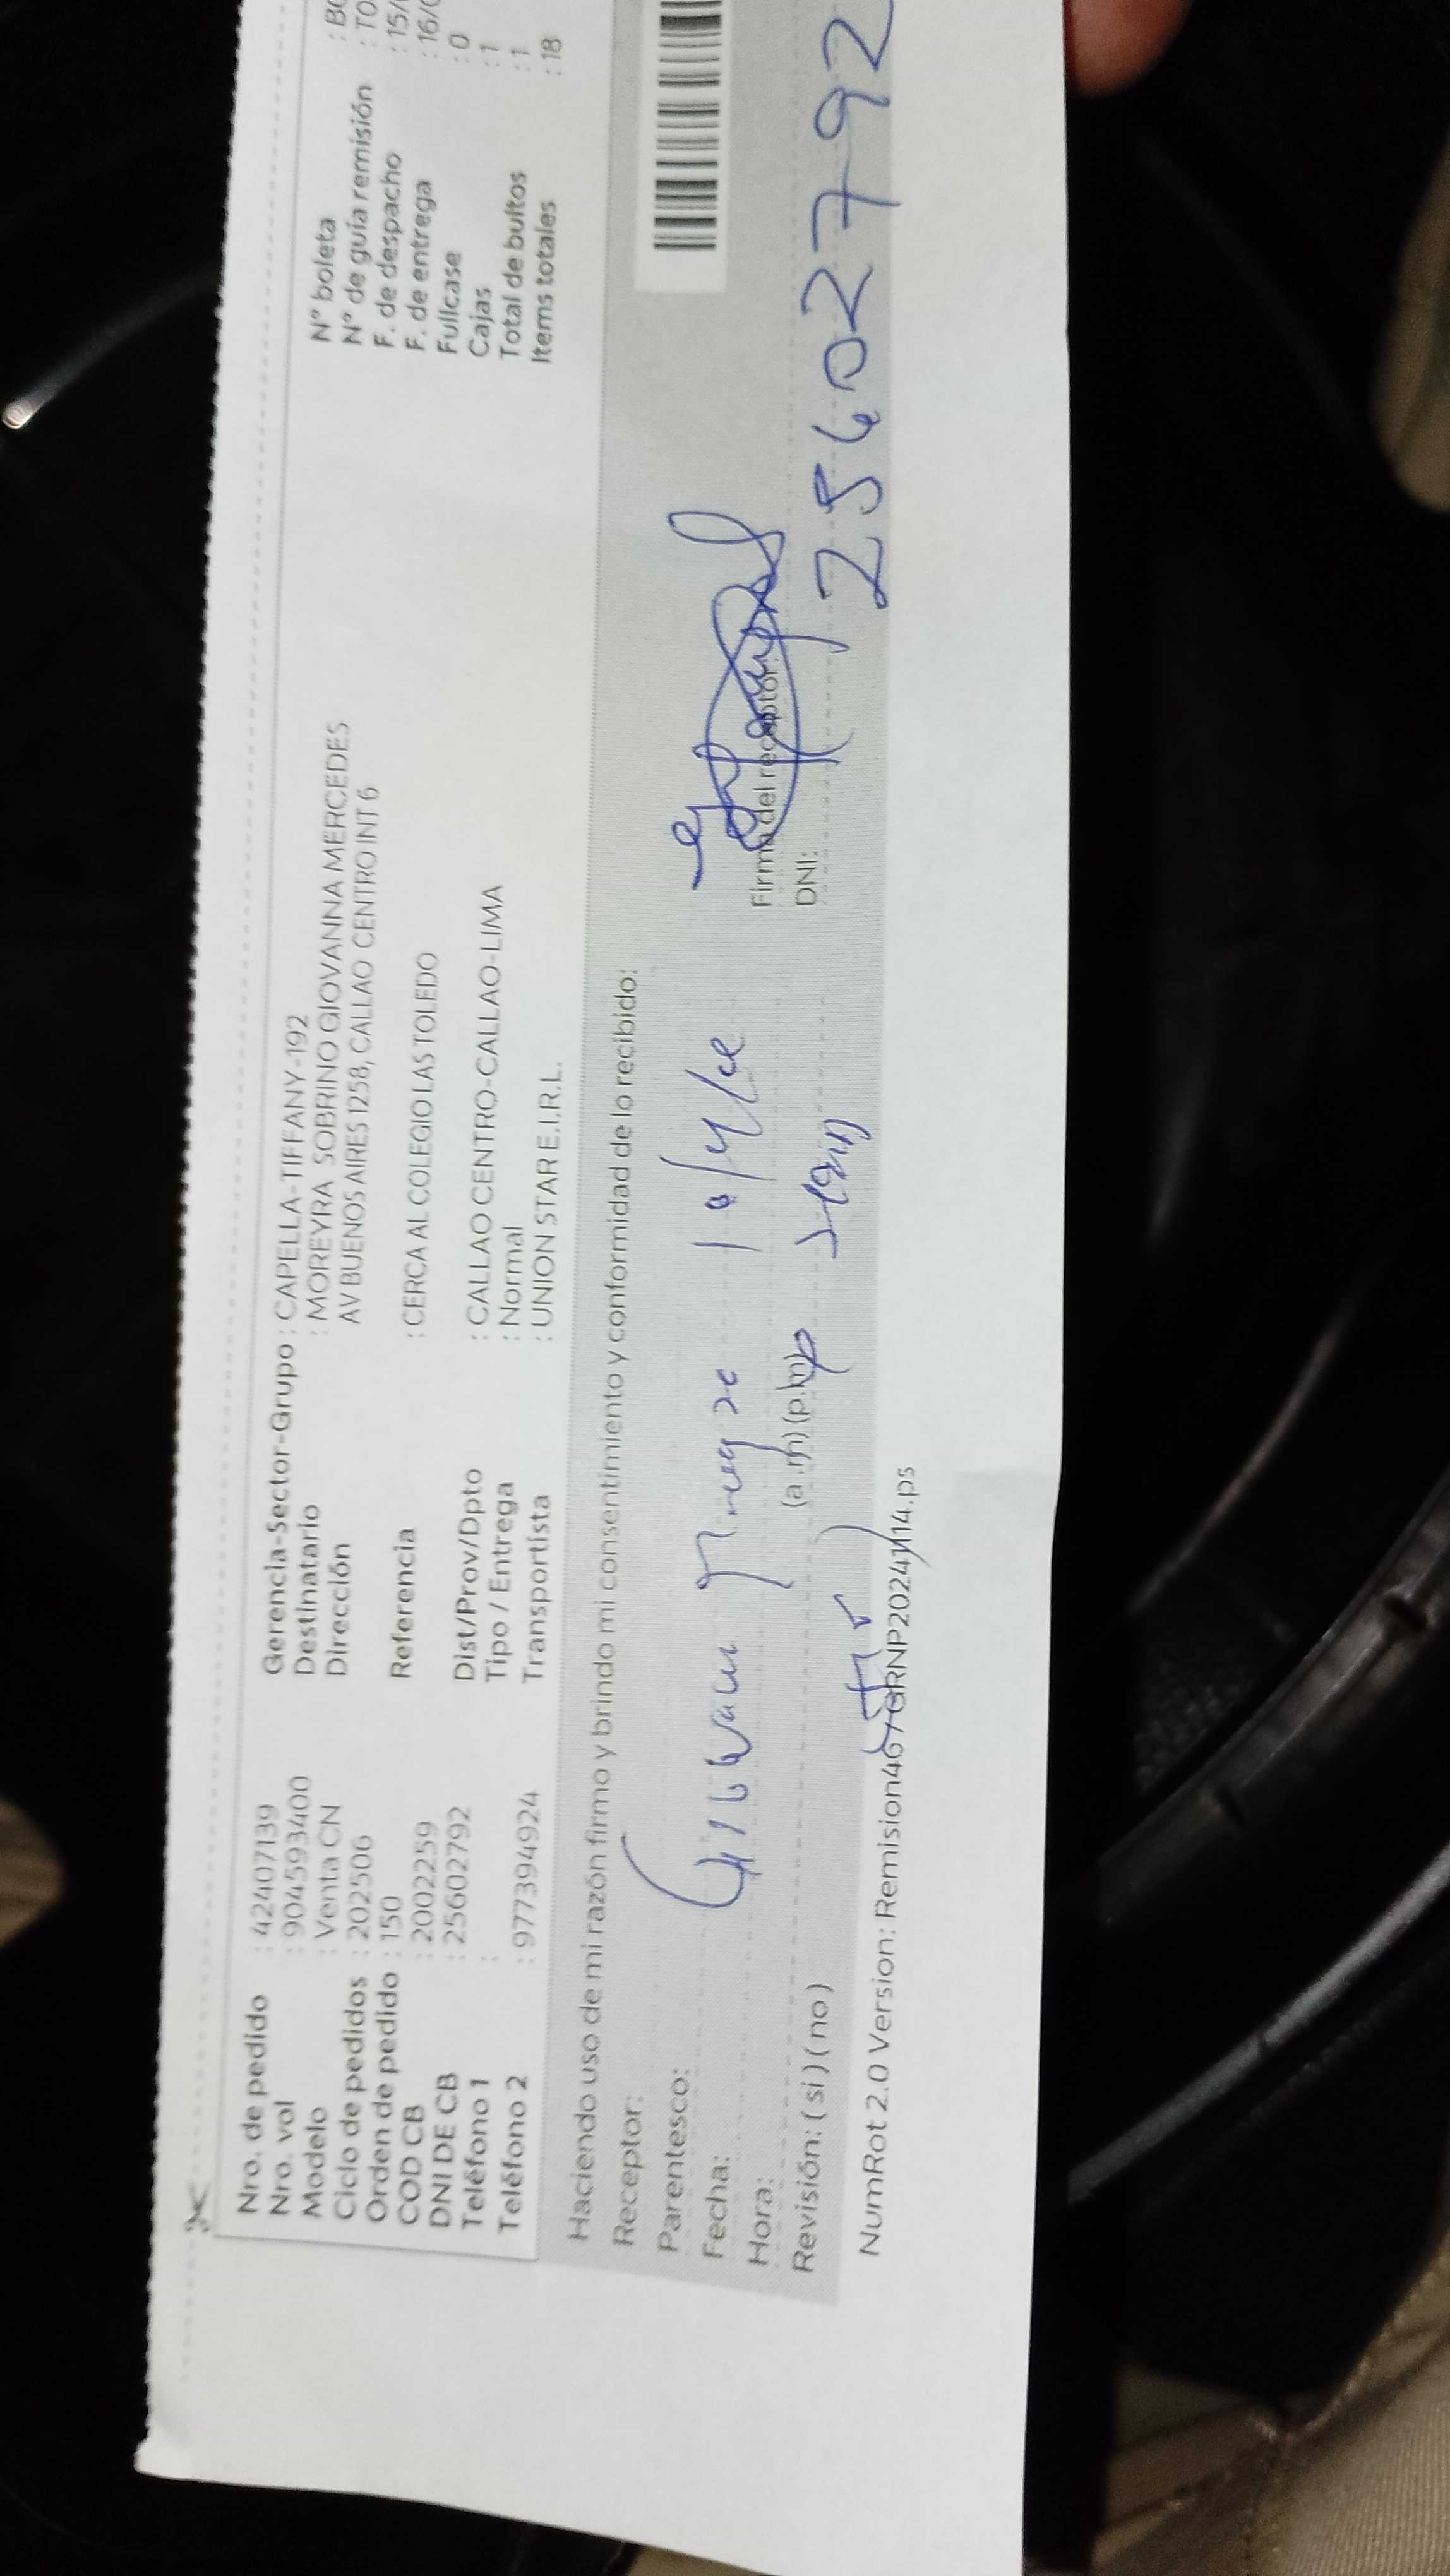 Nro. de pedido : 42407139
Nro. vol : 904593400
Modelo : Venta CN
Ciclo de pedidos : 202506
Orden de pedido : 150
COD CB : 2002259
DNI DE CB : 25602792
Teléfono 1 :
Teléfono 2 : 977394924
Gerencia-Sector-Grupo : CAPELLA-TIFFANY-192
Destinatario : MOREYRA SOBRINO GIOVANNA MERCEDES
Dirección AV BUENOS AIRES 1258, CALLAO CENTRO INT 6
Referencia : CERCA AL COLEGIO LAS TOLEDO
Dist/Prov/Dpto : CALLAO CENTRO-CALLAO-LIMA
Tipo / Entrega : Normal
Transportista : UNION STAR E.I.R.L.
N° boleta
N° de guía remisión
F. de despacho : 15/
F. de entrega : 16/
Fullcase : 0
Cajas : 1
Total de bultos : 1
Items totales : 18
Haciendo uso de mi razón firmo y brindo mi consentimiento y conformidad de lo recibido:
Receptor:
Parentesco:
Fecha:
Hora: (a.m) (p.m)
Revisión: ( si ) ( no )
Firma del receptor:
DNI: 25602792
NumRot 2.0 Version: Remision467GRNP20241114.ps